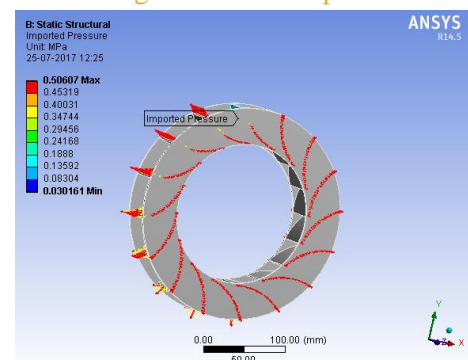 B: Static Structural
Imported Pressure
Unit: MPa
25-07-2017 12:25
0.50607 Max
0.45319
0.40031
0.34744
0.29456
0.24168
0.1888
0.13592
0.08304
0.030161 Min
ANSYS
R14.5
Imported Pressure
0.00
100.00 (mm)
50.00
Y
Z
X